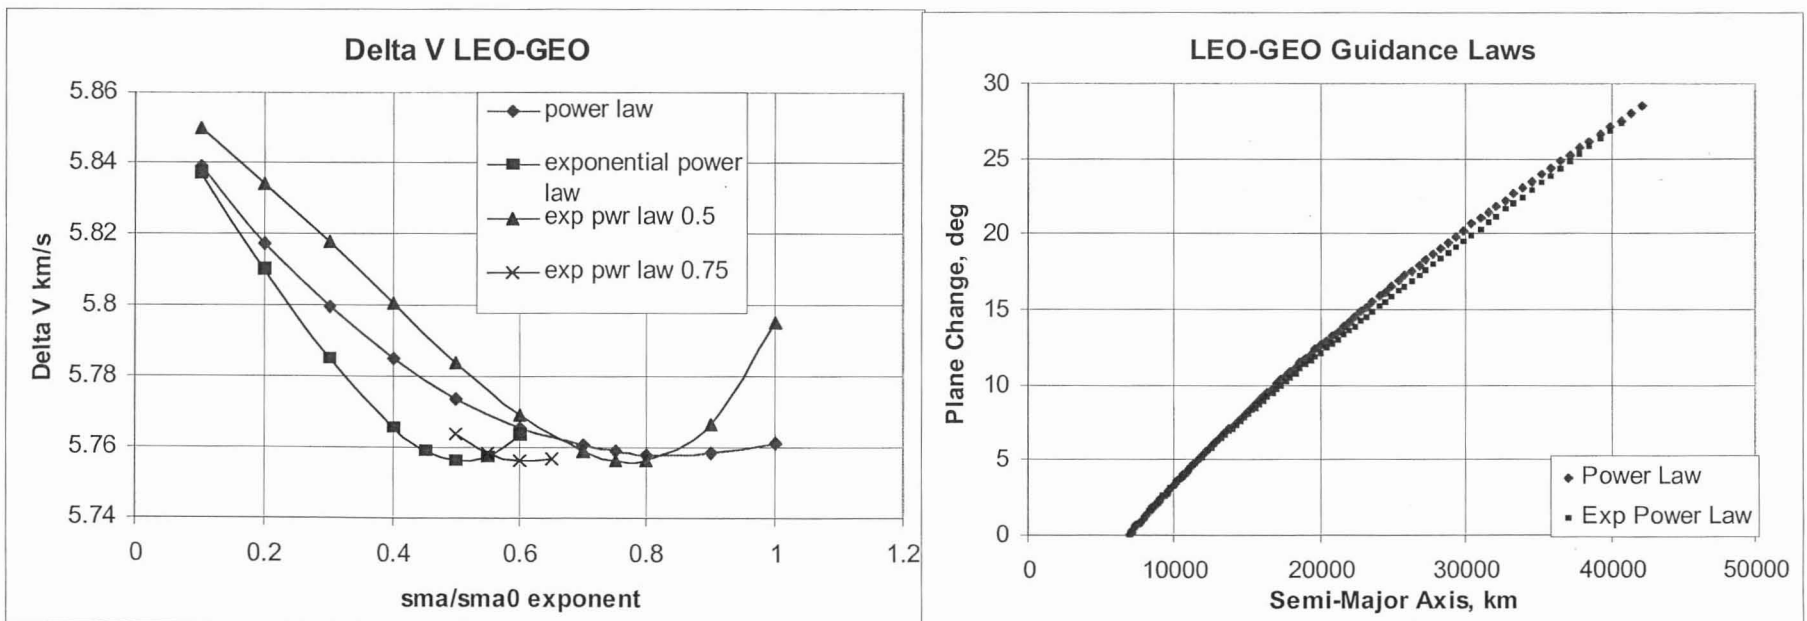 Delta V LEO-GEO
Delta V km/s
5.86
5.84
5.82
5.8
5.78
5.76
5.74
0
0.2
0.4
0.6
0.8
1
1.2
sma/sma0 exponent
power law
exponential power
law
exp pwr law 0.5
exp pwr law 0.75
LEO-GEO Guidance Laws
Plane Change, deg
30
25
20
15
10
5
0
0
10000
20000
30000
40000
50000
Semi-Major Axis, km
Power Law
Exp Power Law